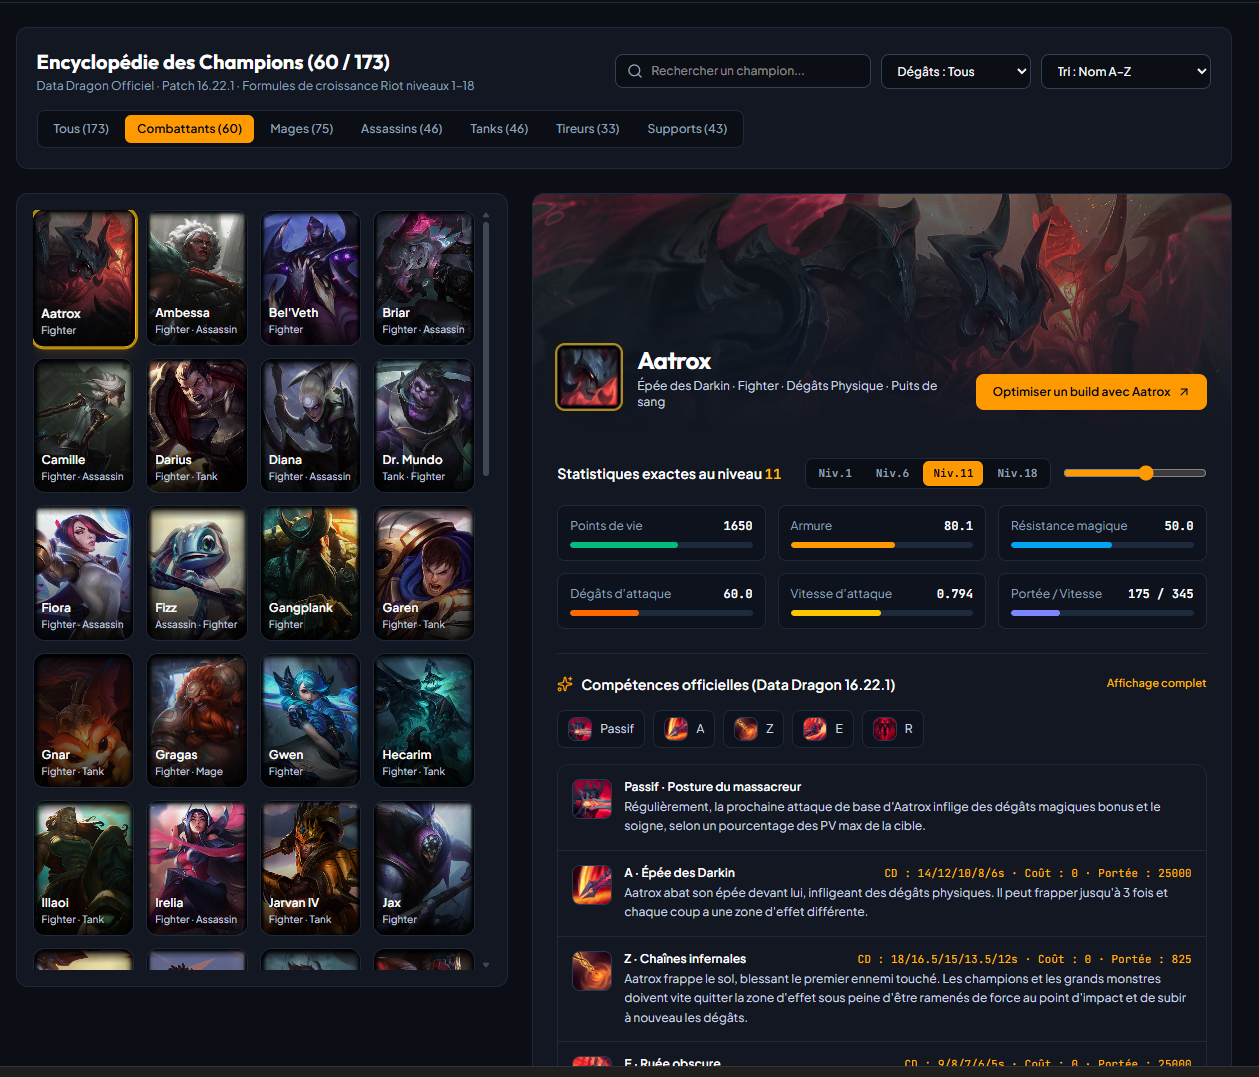 Encyclopédie des Champions (60 / 173)
Data Dragon Officiel · Patch 16.22.1 · Formules de croissance Riot niveaux 1–18
Rechercher un champion...
Dégâts : Tous
Tri : Nom A–Z
Tous (173)
Combattants (60)
Mages (75)
Assassins (46)
Tanks (46)
Tireurs (33)
Supports (43)
Aatrox
Fighter
Ambessa
Fighter · Assassin
Bel'Veth
Fighter
Briar
Fighter · Assassin
Camille
Fighter · Assassin
Darius
Fighter · Tank
Diana
Fighter · Assassin
Dr. Mundo
Tank · Fighter
Fiora
Fighter · Assassin
Fizz
Assassin · Fighter
Gangplank
Fighter
Garen
Fighter · Tank
Gnar
Fighter · Tank
Gragas
Fighter · Mage
Gwen
Fighter
Hecarim
Fighter · Tank
Illaoi
Fighter · Tank
Irelia
Fighter · Assassin
Jarvan IV
Fighter · Tank
Jax
Fighter
Aatrox
Épée des Darkin · Fighter · Dégâts Physique · Puits de
sang
Optimiser un build avec Aatrox
Statistiques exactes au niveau 11
Niv.1
Niv.6
Niv.11
Niv.18
Points de vie 1650
Armure 80.1
Résistance magique 50.0
Dégâts d'attaque 60.0
Vitesse d'attaque 0.794
Portée / Vitesse 175 / 345
Compétences officielles (Data Dragon 16.22.1)
Affichage complet
Passif
A
Z
E
R
Passif · Posture du massacreur
Régulièrement, la prochaine attaque de base d'Aatrox inflige des dégâts magiques bonus et le
soigne, selon un pourcentage des PV max de la cible.
A · Épée des Darkin
CD : 14/12/10/8/6s · Coût : 0 · Portée : 25000
Aatrox abat son épée devant lui, infligeant des dégâts physiques. Il peut frapper jusqu'à 3 fois et
chaque coup a une zone d'effet différente.
Z · Chaînes infernales
CD : 18/16.5/15/13.5/12s · Coût : 0 · Portée : 825
Aatrox frappe le sol, blessant le premier ennemi touché. Les champions et les grands monstres
doivent vite quitter la zone d'effet sous peine d'être ramenés de force au point d'impact et de subir
à nouveau les dégâts.
E · Ruée obscure
CD : 9/8/7/6/5s · Coût : 0 · Portée : 25000